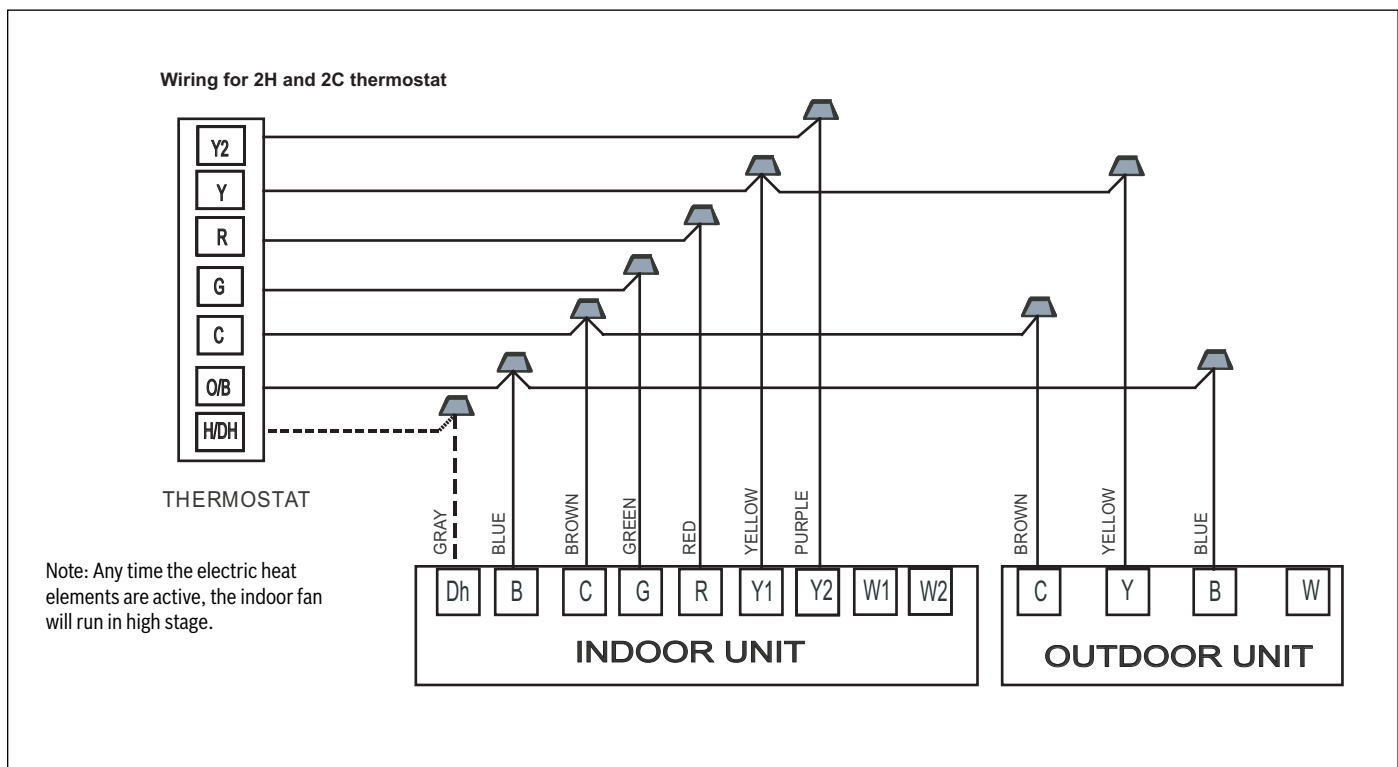 Wiring for 2H and 2C thermostat
Y2
Y
R
G
C
O/B
H/DH
THERMOSTAT
Note: Any time the electric heat
elements are active, the indoor fan
will run in high stage.
GRAY
BLUE
BROWN
GREEN
RED
YELLOW
PURPLE
BROWN
YELLOW
BLUE
Dh B C G R Y1 Y2 W1 W2
INDOOR UNIT
C Y B W
OUTDOOR UNIT